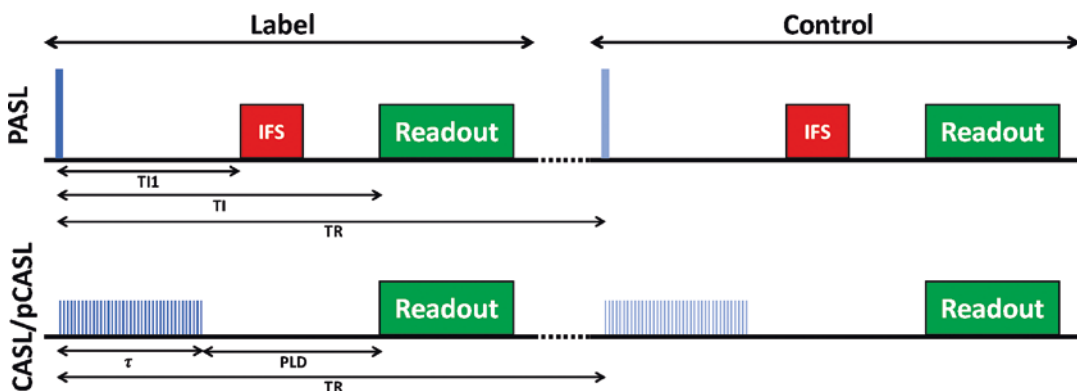 Label
Control
PASL
IFS
Readout
IFS
Readout
TI1
TI
TR
CASL/pCASL
Readout
Readout
τ
PLD
TR